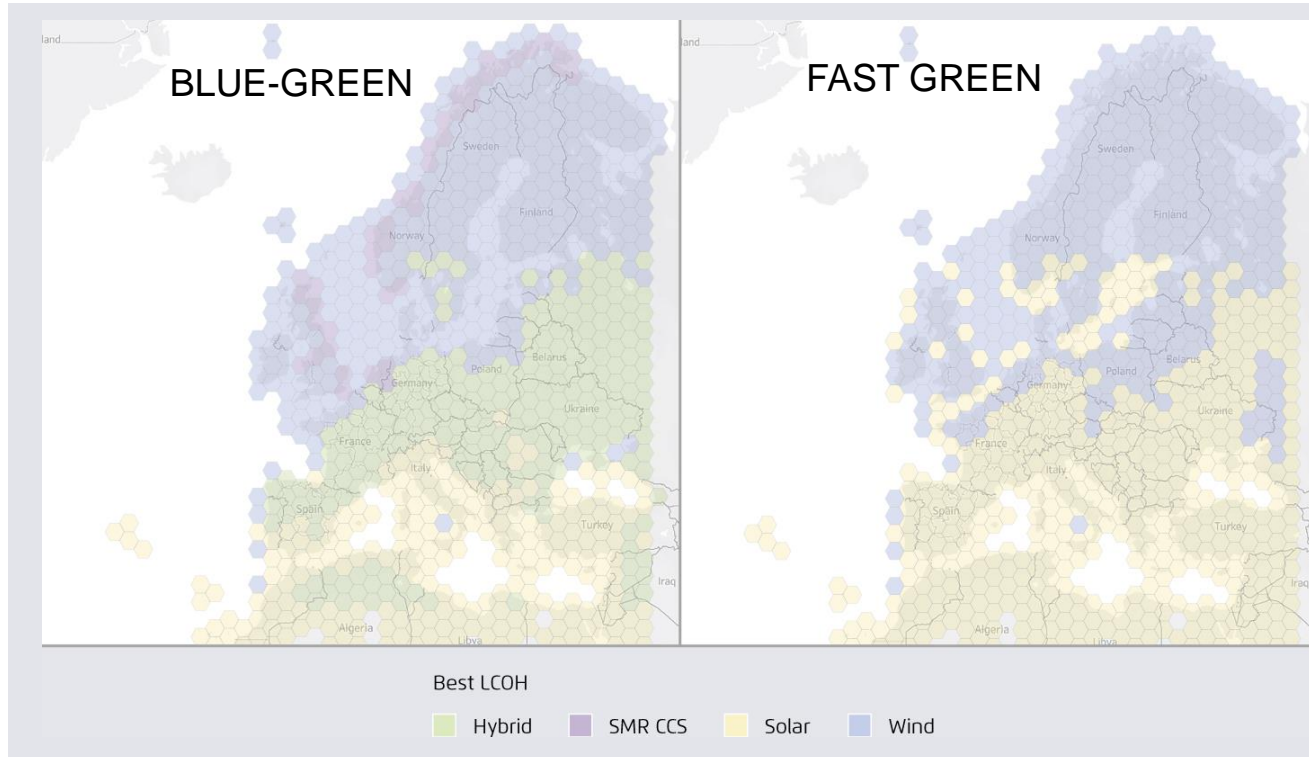 BLUE-GREEN
land
Sweden
Finland
Norway
Belarus
Germany
Poland
Ukraine
France
Italy
Spain
Turkey
Iraq
Algeria
Libya
FAST GREEN
land
Sweden
Finland
Norway
Belarus
Poland
Germany
Ukraine
France
Italy
Spain
Turkey
Iraq
Algeria
Libya
Best LCOH
Hybrid SMR CCS Solar Wind